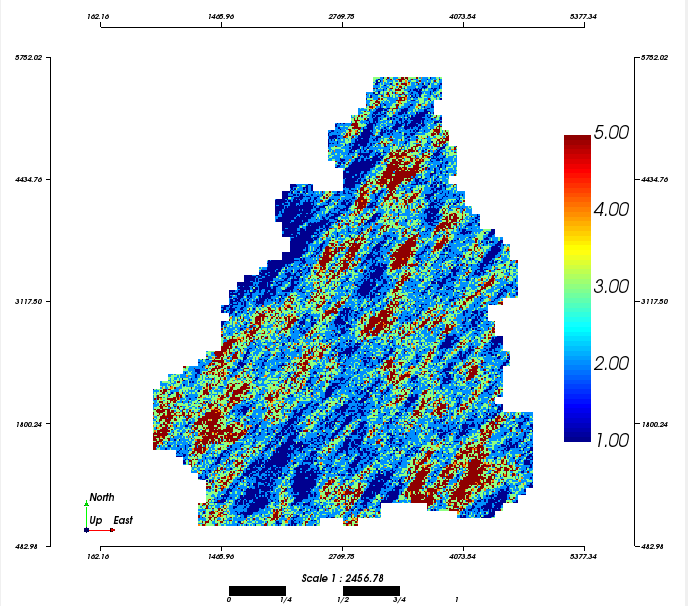 162.16 1465.96 2769.75 4073.54 5377.34
5752.02 5752.02
5.00
4434.76 4434.76
4.00
3.00
3117.50 3117.50
2.00
1800.24 1800.24
1.00
North
Up East
482.98 482.98
162.16 1465.96 2769.75 4073.54 5377.34
Scale 1 : 2456.78
0 1/4 1/2 3/4 1